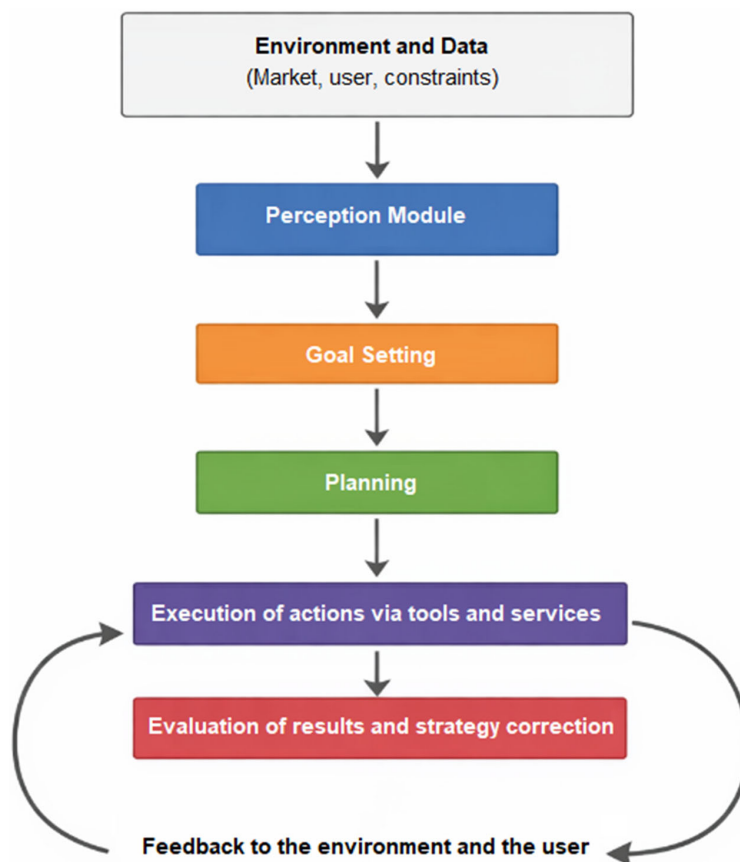 Environment and Data
(Market, user, constraints)
Perception Module
Goal Setting
Planning
Execution of actions via tools and services
Evaluation of results and strategy correction
Feedback to the environment and the user